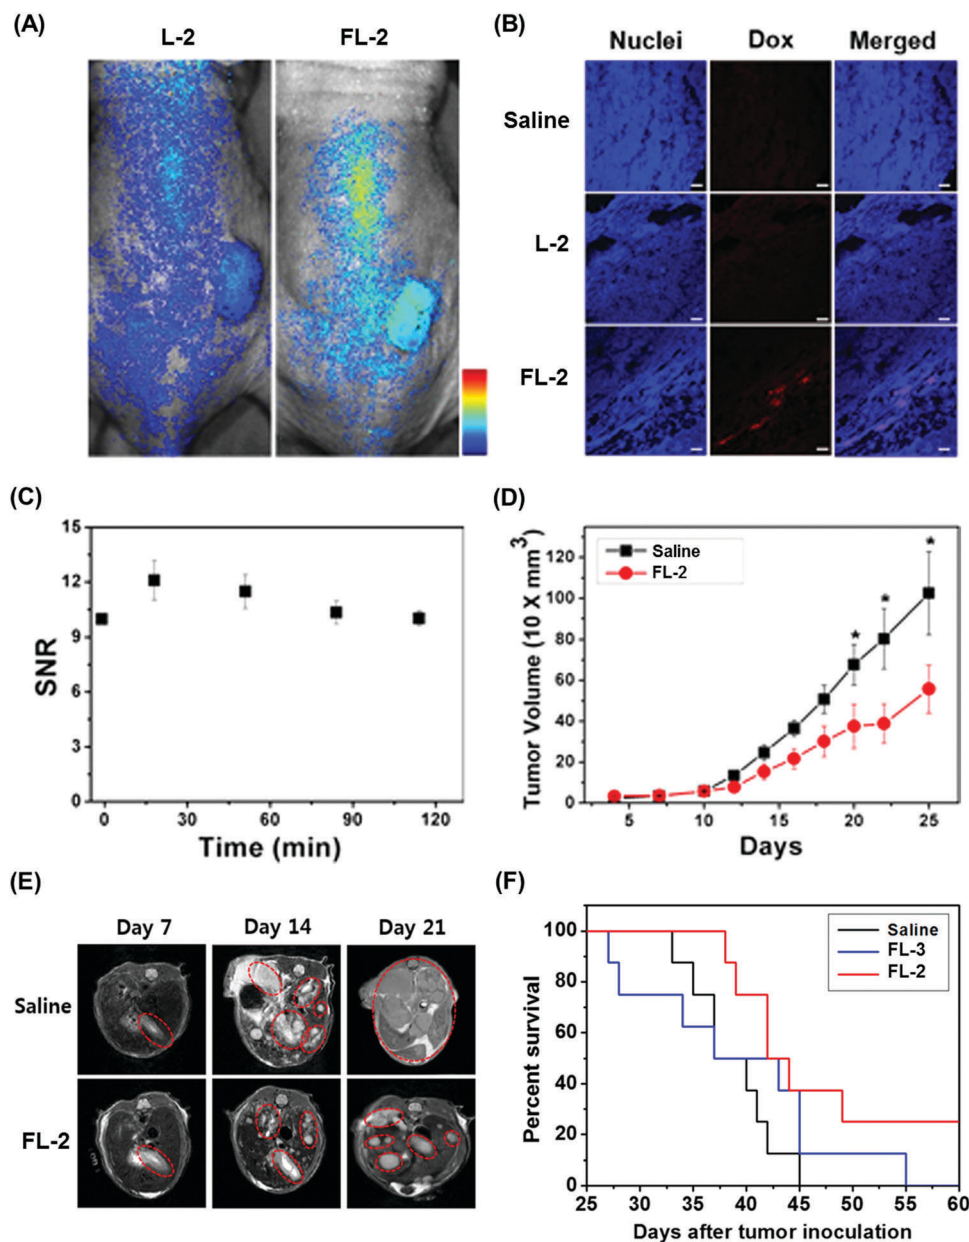 (A)
L-2 FL-2
(B)
Nuclei Dox Merged
Saline
L-2
FL-2
(C)
15
12
9
6
3
0
SNR
0 30 60 90 120
Time (min)
(D)
Tumor Volume (10 X mm3)
120
100
80
60
40
20
0
Saline
FL-2
* * *
5 10 15 20 25
Days
(E)
Day 7 Day 14 Day 21
Saline
FL-2
(F)
Percent survival
100
80
60
40
20
0
Saline
FL-3
FL-2
25 30 35 40 45 50 55 60
Days after tumor inoculation